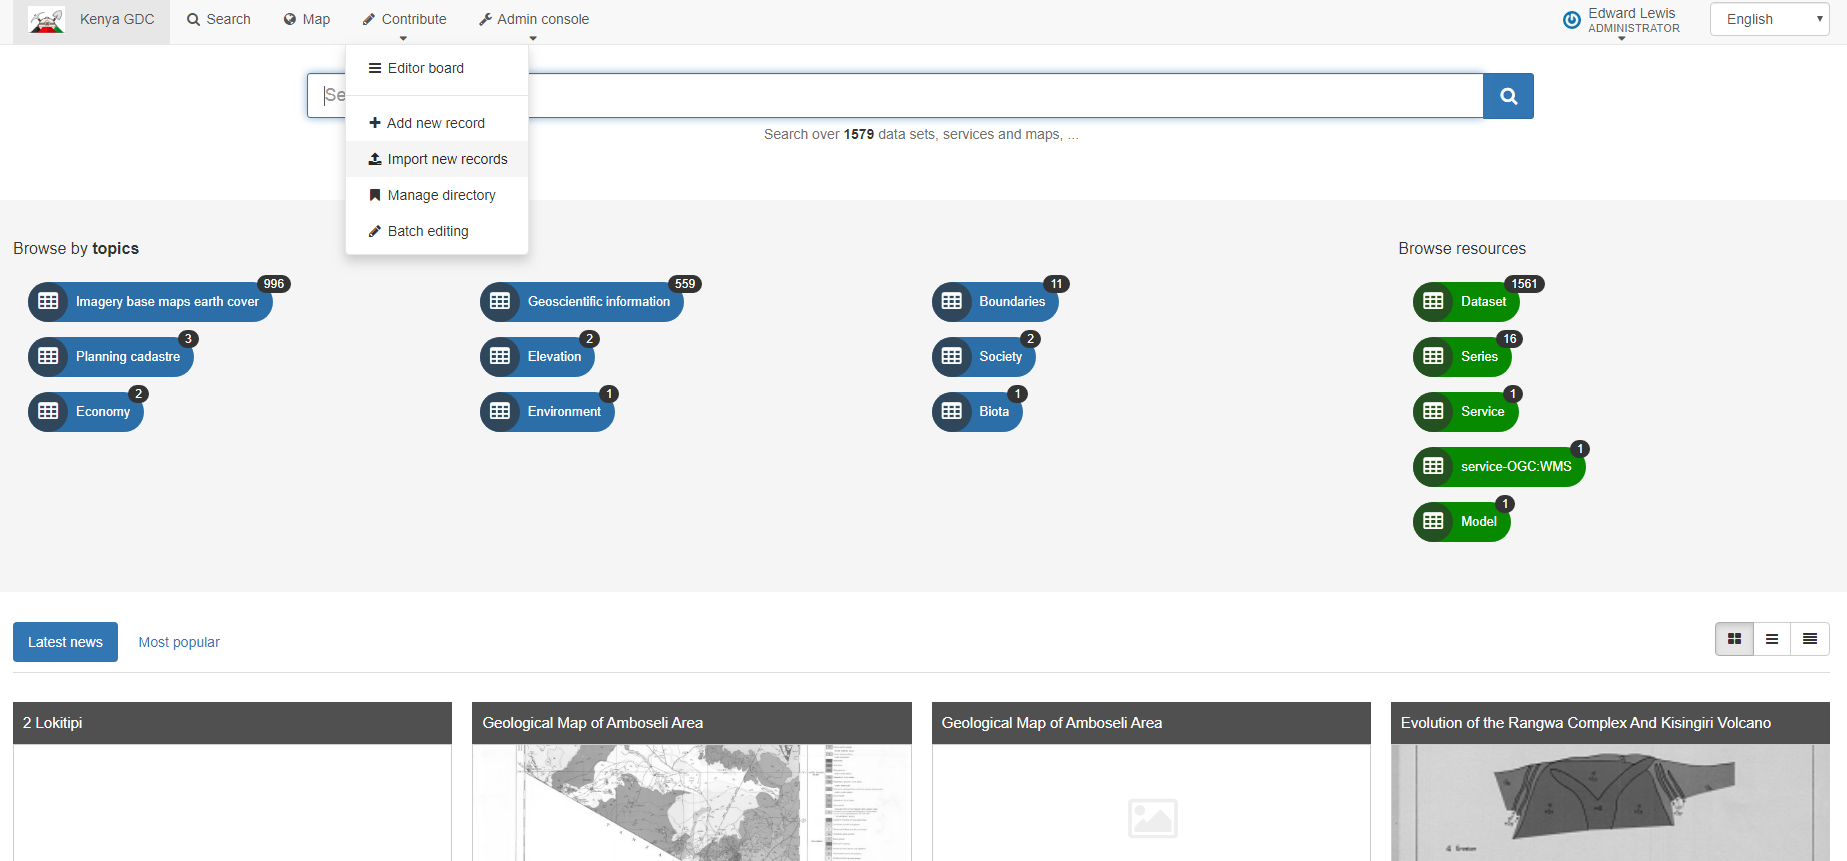 Kenya GDC
Search
Map
Contribute
Admin console
Edward Lewis
ADMINISTRATOR
English
Editor board
Add new record
Import new records
Manage directory
Batch editing
Se
Search over 1579 data sets, services and maps, ...
Browse by topics
Imagery base maps earth cover 996
Geoscientific information 559
Boundaries 11
Planning cadastre 3
Elevation 2
Society 2
Economy 2
Environment 1
Biota 1
Browse resources
Dataset 1561
Series 16
Service 1
service-OGC:WMS 1
Model 1
Latest news
Most popular
2 Lokitipi
Geological Map of Amboseli Area
Geological Map of Amboseli Area
Evolution of the Rangwa Complex And Kisingiri Volcano